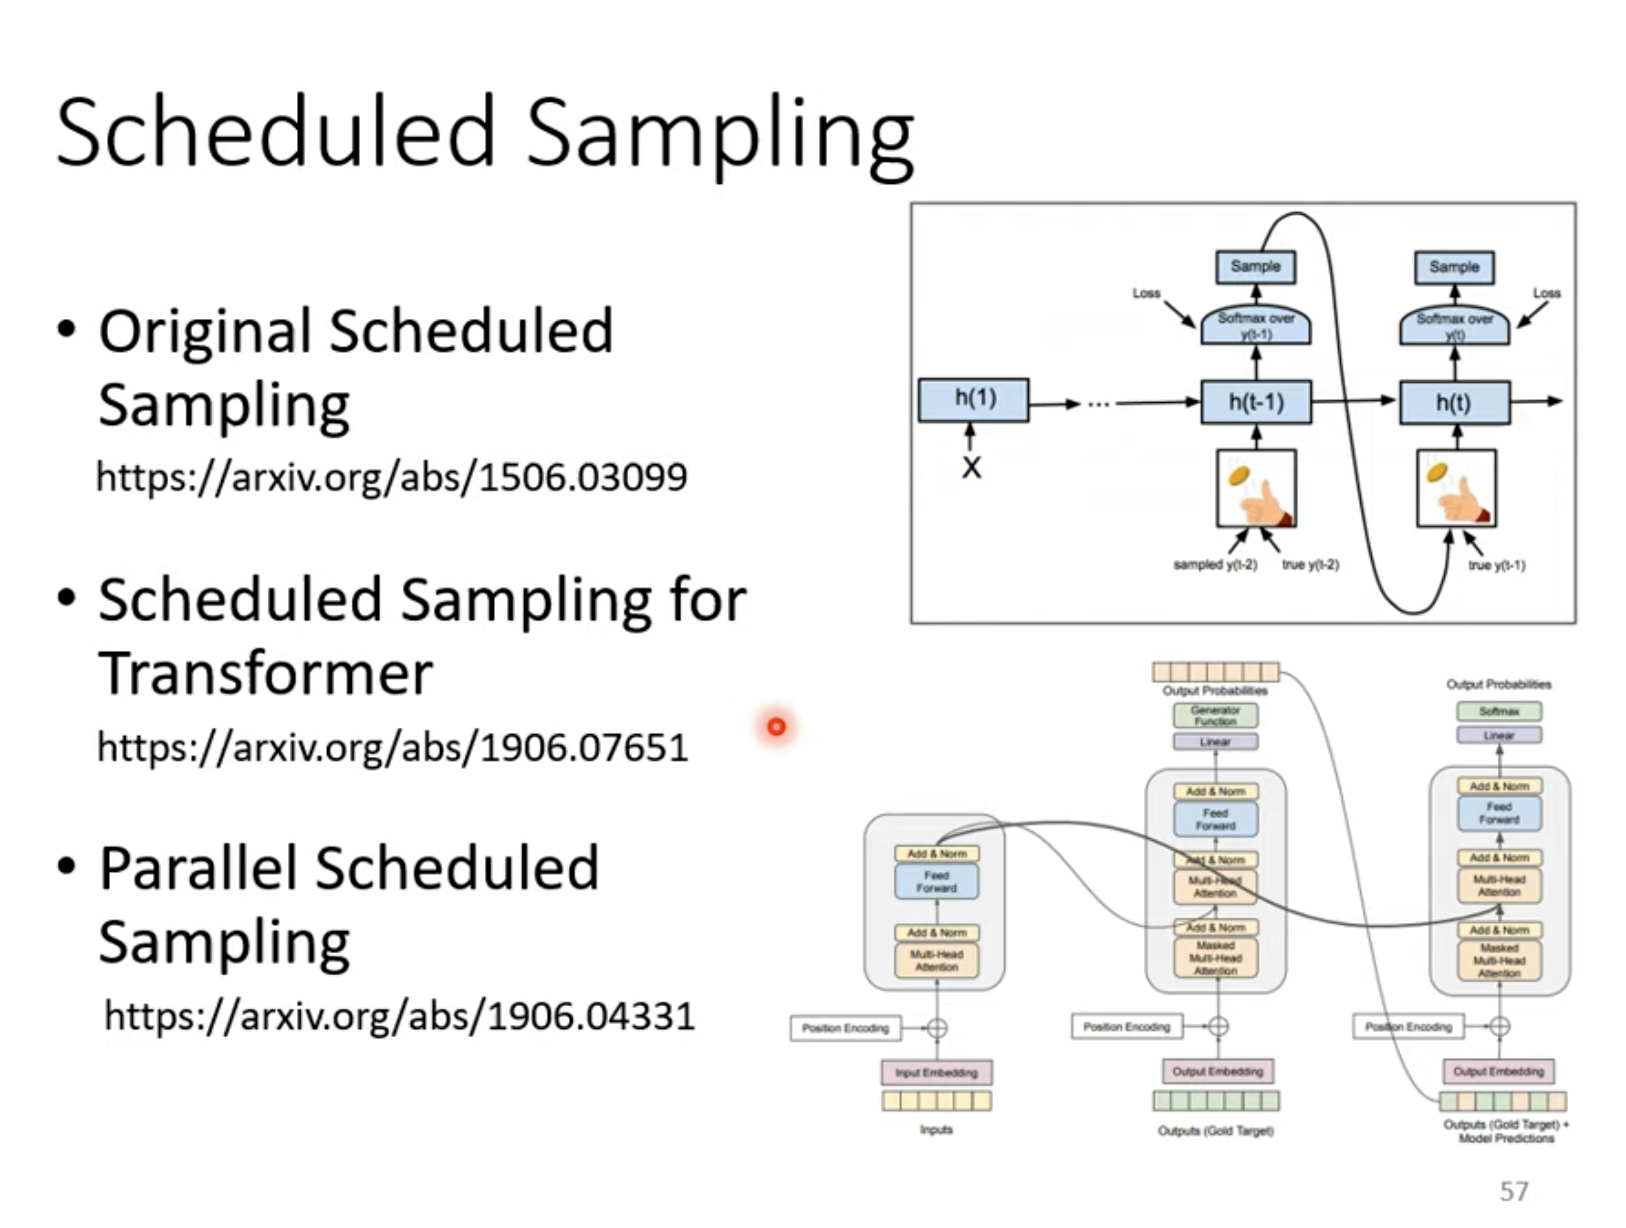 Scheduled Sampling
• Original Scheduled
Sampling
https://arxiv.org/abs/1506.03099
• Scheduled Sampling for
Transformer
https://arxiv.org/abs/1906.07651
• Parallel Scheduled
Sampling
https://arxiv.org/abs/1906.04331
Sample
Sample
Loss
Loss
Softmax over
y(t-1)
Softmax over
y(t)
h(1)
...
h(t-1)
h(t)
X
sampled y(t-2)
true y(t-2)
true y(t-1)
Output Probabilities
Generator
Function
Linear
Add & Norm
Feed
Forward
Add & Norm
Multi-Head
Attention
Add & Norm
Masked
Multi-Head
Attention
Position Encoding
Output Embedding
Outputs (Gold Target)
Output Probabilities
Softmax
Linear
Add & Norm
Feed
Forward
Add & Norm
Multi-Head
Attention
Add & Norm
Masked
Multi-Head
Attention
Position Encoding
Output Embedding
Outputs (Gold Target) +
Model Predictions
Add & Norm
Feed
Forward
Add & Norm
Multi-Head
Attention
Position Encoding
Input Embedding
Inputs
57